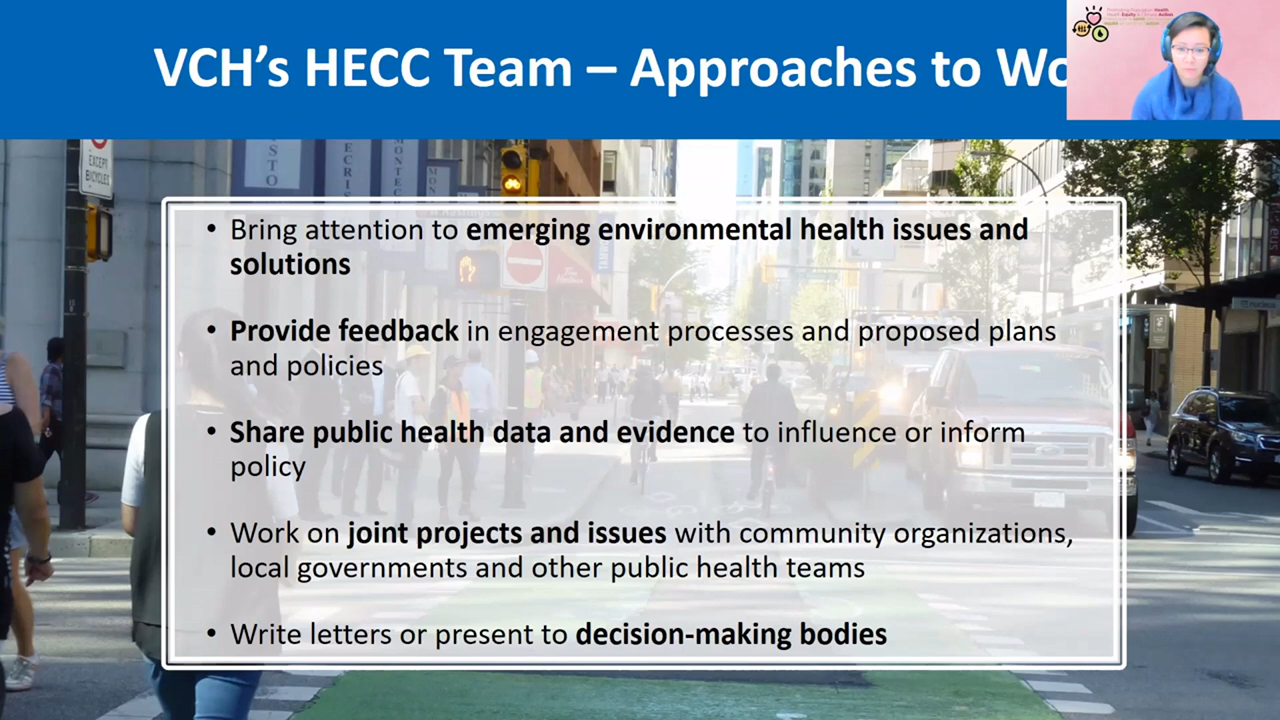 VCH's HECC Team – Approaches to Wo
Promoting Population Health
EXCEPT
BICYCLES
• Bring attention to emerging environmental health issues and
solutions
• Provide feedback in engagement processes and proposed plans
and policies
• Share public health data and evidence to influence or inform
policy
• Work on joint projects and issues with community organizations,
local governments and other public health teams
• Write letters or present to decision-making bodies